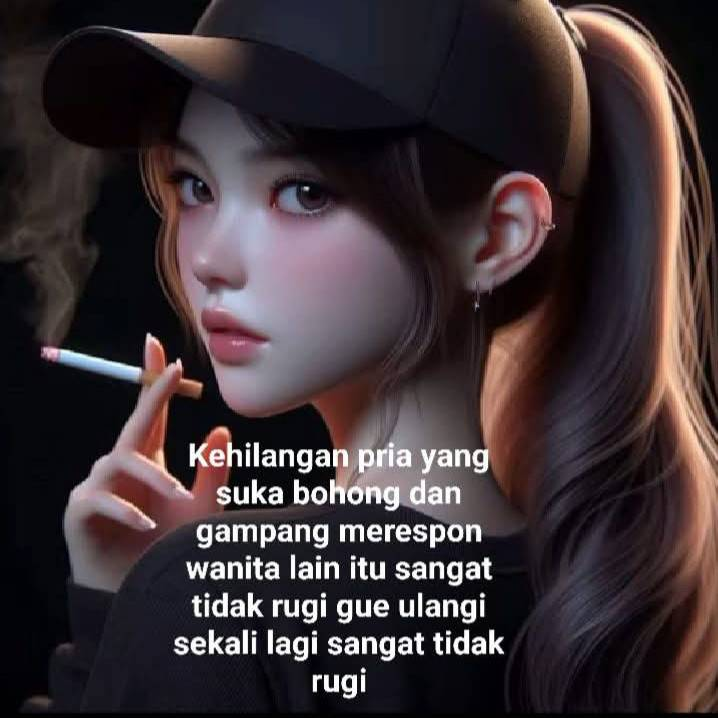 Kehilangan pria yang
suka bohong dan
gampang merespon
wanita lain itu sangat
tidak rugi gue ulangi
sekali lagi sangat tidak
rugi